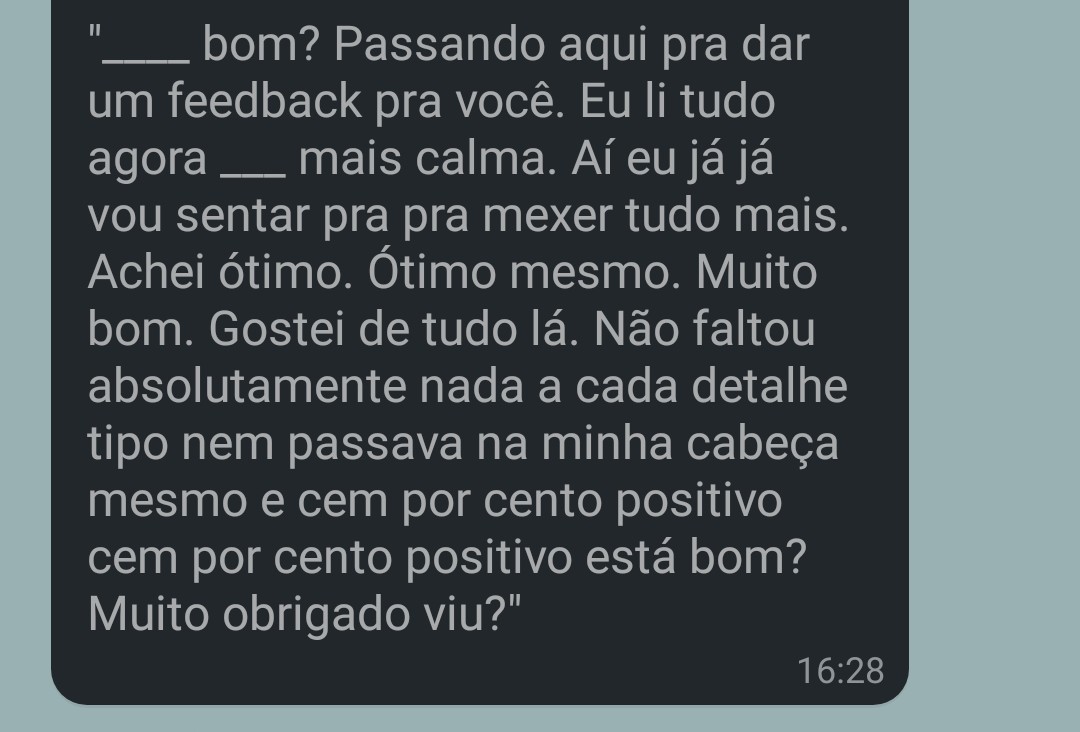 "____ bom? Passando aqui pra dar
um feedback pra você. Eu li tudo
agora ___ mais calma. Aí eu já já
vou sentar pra pra mexer tudo mais.
Achei ótimo. Ótimo mesmo. Muito
bom. Gostei de tudo lá. Não faltou
absolutamente nada a cada detalhe
tipo nem passava na minha cabeça
mesmo e cem por cento positivo
cem por cento positivo está bom?
Muito obrigado viu?"
16:28